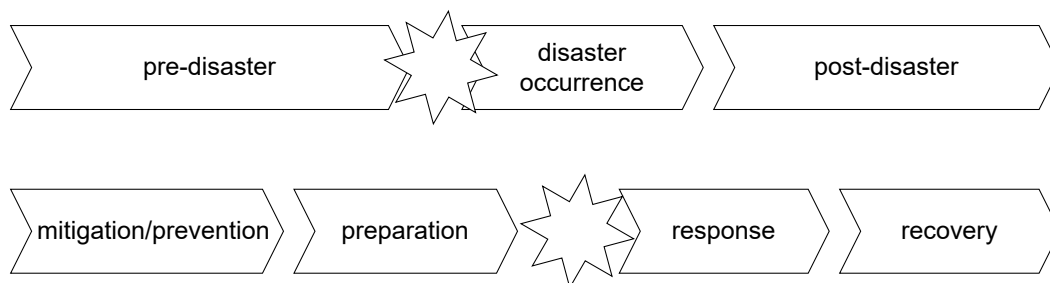 pre-disaster
disaster
occurrence
post-disaster
mitigation/prevention
preparation
response
recovery